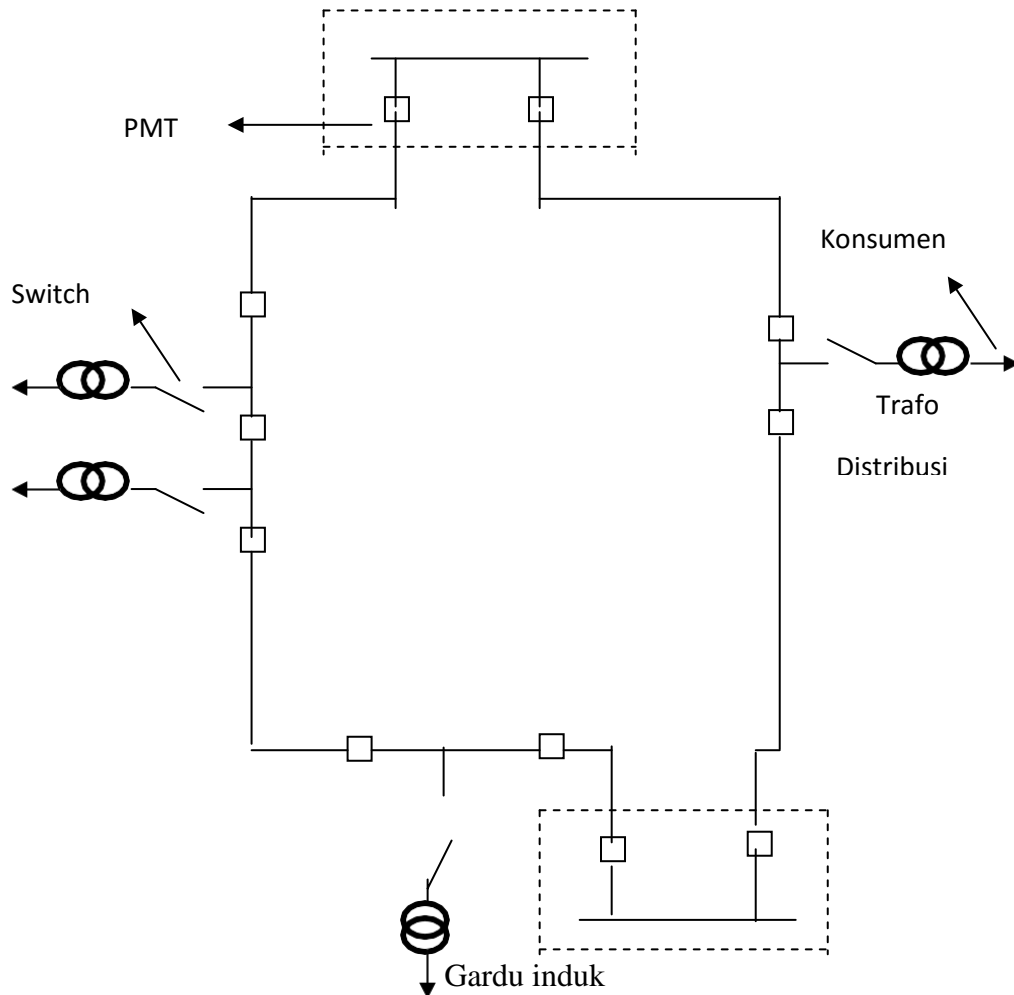 PMT
Konsumen
Switch
Trafo
Distribusi
Gardu induk